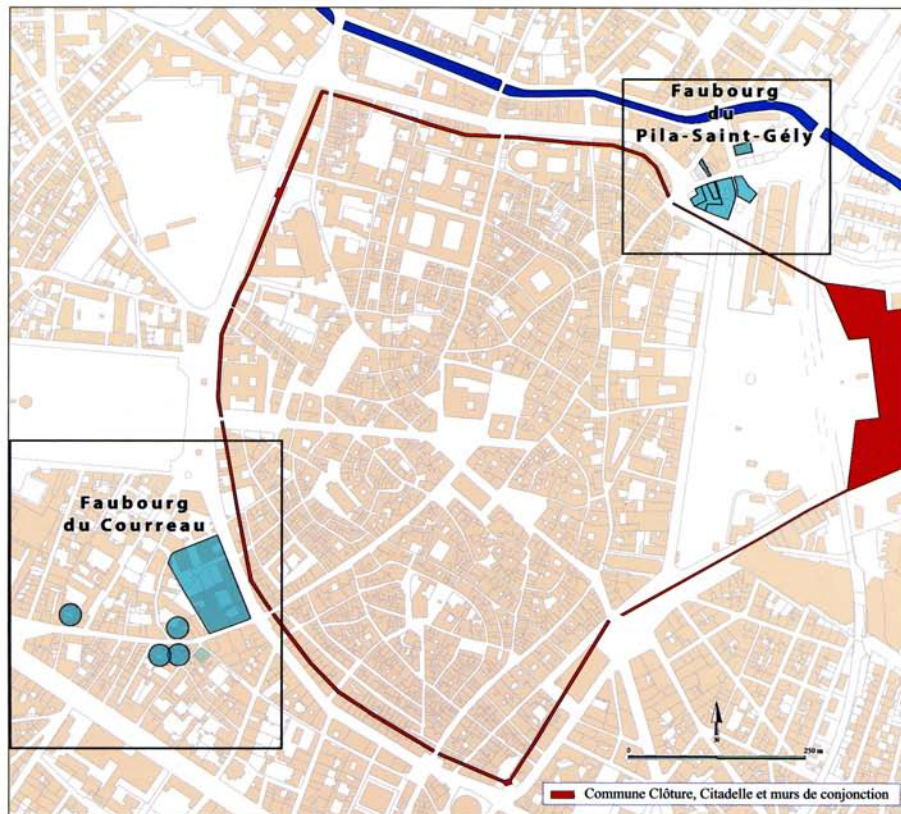 Faubourg
du
Pila-Saint-Gély
Faubourg
du Courreau
0
250 m
Commune Clôture, Citadelle et murs de conjonction